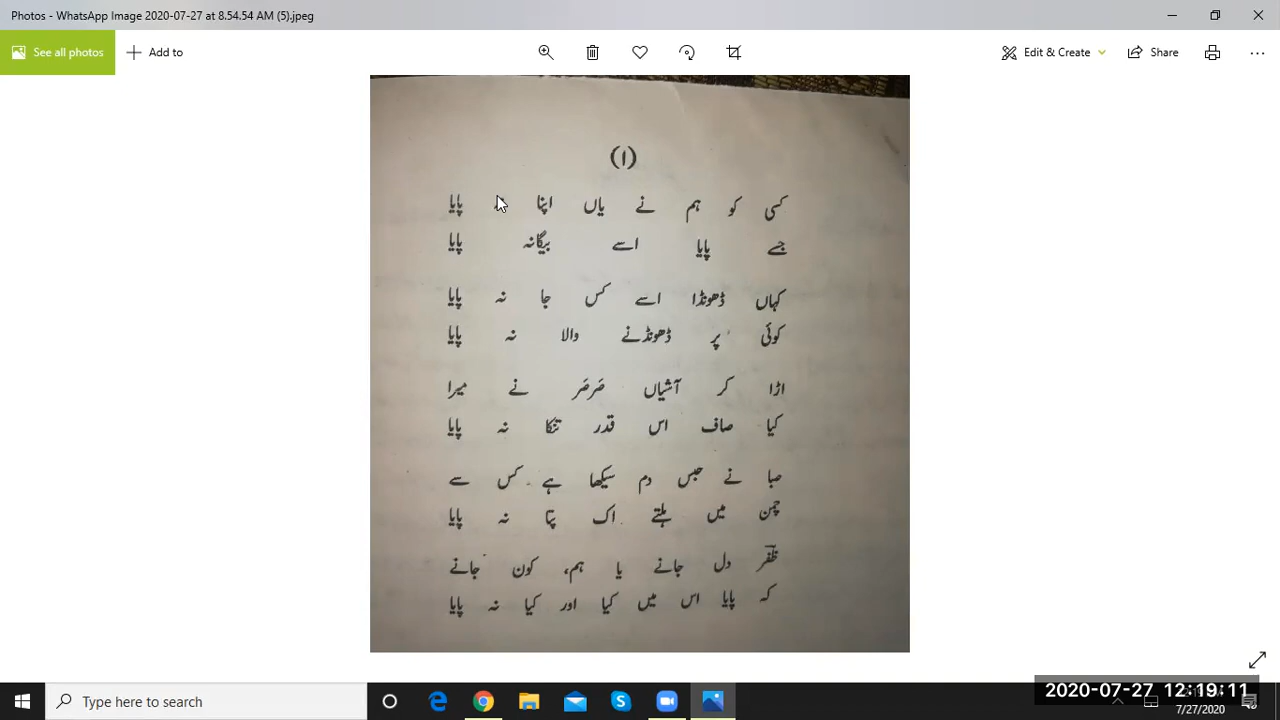 Photos - WhatsApp Image 2020-07-27 at 8.54.54 AM (5).jpeg
See all photos
Add to
Edit & Create
Share
(۱)
کسی کو ہم نے یاں اپنا پایا
جسے پایا اسے بیگانہ پایا
کہاں ڈھونڈا اسے کس جا نہ پایا
کوئی پر ڈھونڈنے والا نہ پایا
اڑا کر آشیاں صَرصَر نے میرا
کیا صاف اس قدر تنکا نہ پایا
صبا نے حبس دم سیکھا ہے کس سے
چمن میں ہلتے اک پتا نہ پایا
ظفؔر دل جانے یا ہم، کون جانے
کہ پایا اس میں کیا اور کیا نہ پایا
Type here to search
2020-07-27 12:19:11
7/27/2020